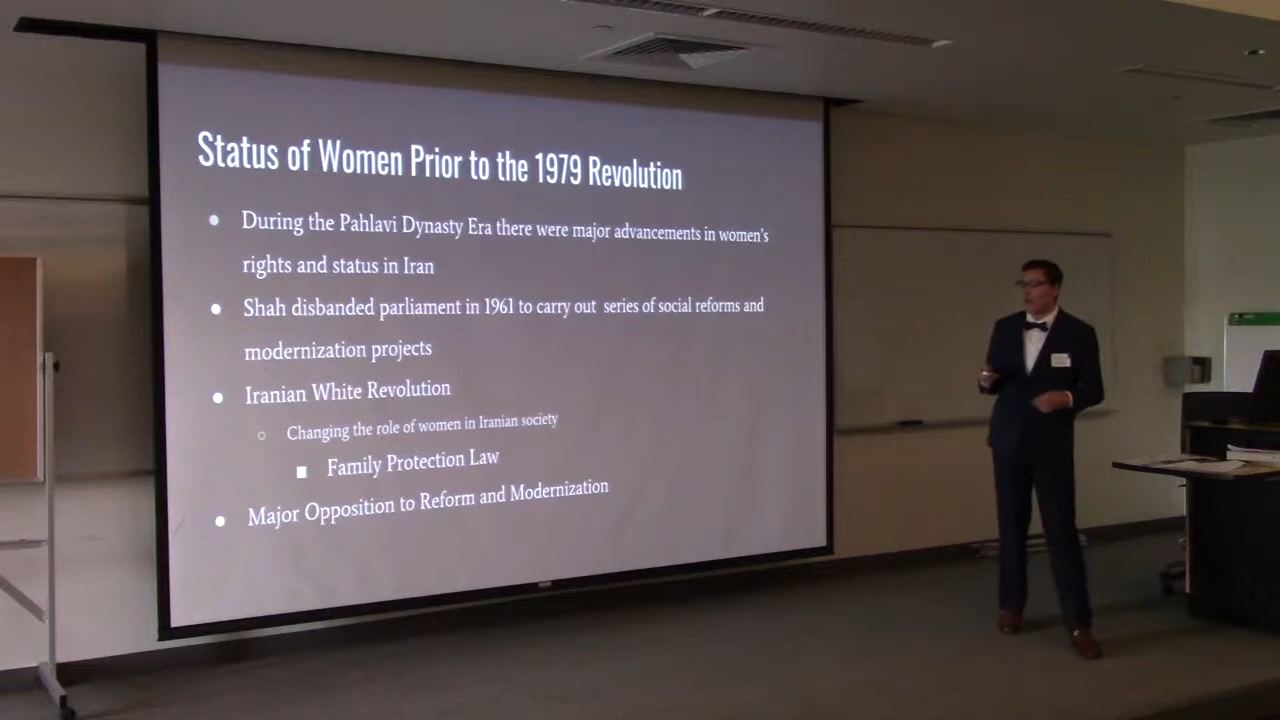 Status of Women Prior to the 1979 Revolution
● During the Pahlavi Dynasty Era there were major advancements in women's
rights and status in Iran
● Shah disbanded parliament in 1961 to carry out series of social reforms and
modernization projects
● Iranian White Revolution
○ Changing the role of women in Iranian society
■ Family Protection Law
● Major Opposition to Reform and Modernization